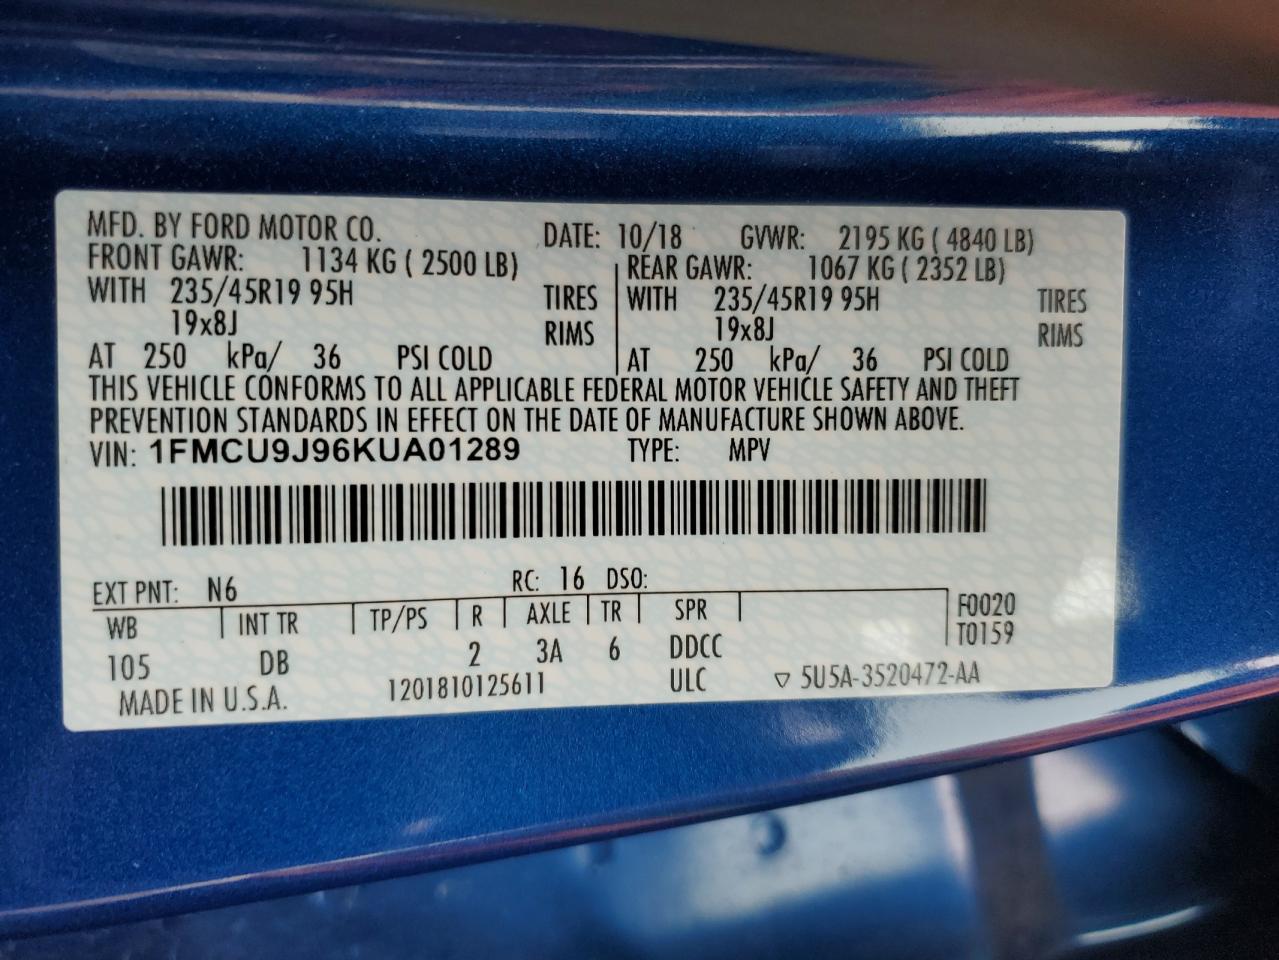 MFD. BY FORD MOTOR CO. DATE: 10/18 GVWR: 2195 KG ( 4840 LB)
FRONT GAWR: 1134 KG ( 2500 LB) REAR GAWR: 1067 KG ( 2352 LB)
WITH 235/45R19 95H TIRES WITH 235/45R19 95H TIRES
19x8J RIMS 19x8J RIMS
AT 250 kPa/ 36 PSI COLD AT 250 kPa/ 36 PSI COLD
THIS VEHICLE CONFORMS TO ALL APPLICABLE FEDERAL MOTOR VEHICLE SAFETY AND THEFT
PREVENTION STANDARDS IN EFFECT ON THE DATE OF MANUFACTURE SHOWN ABOVE.
VIN: 1FMCU9J96KUA01289 TYPE: MPV
EXT PNT: N6 RC: 16 DSO:
WB INT TR TP/PS R AXLE TR SPR F0020
T0159
105 DB 2 3A 6 DDCC
MADE IN U.S.A. 1201810125611 ULC ▽ 5U5A-3520472-AA